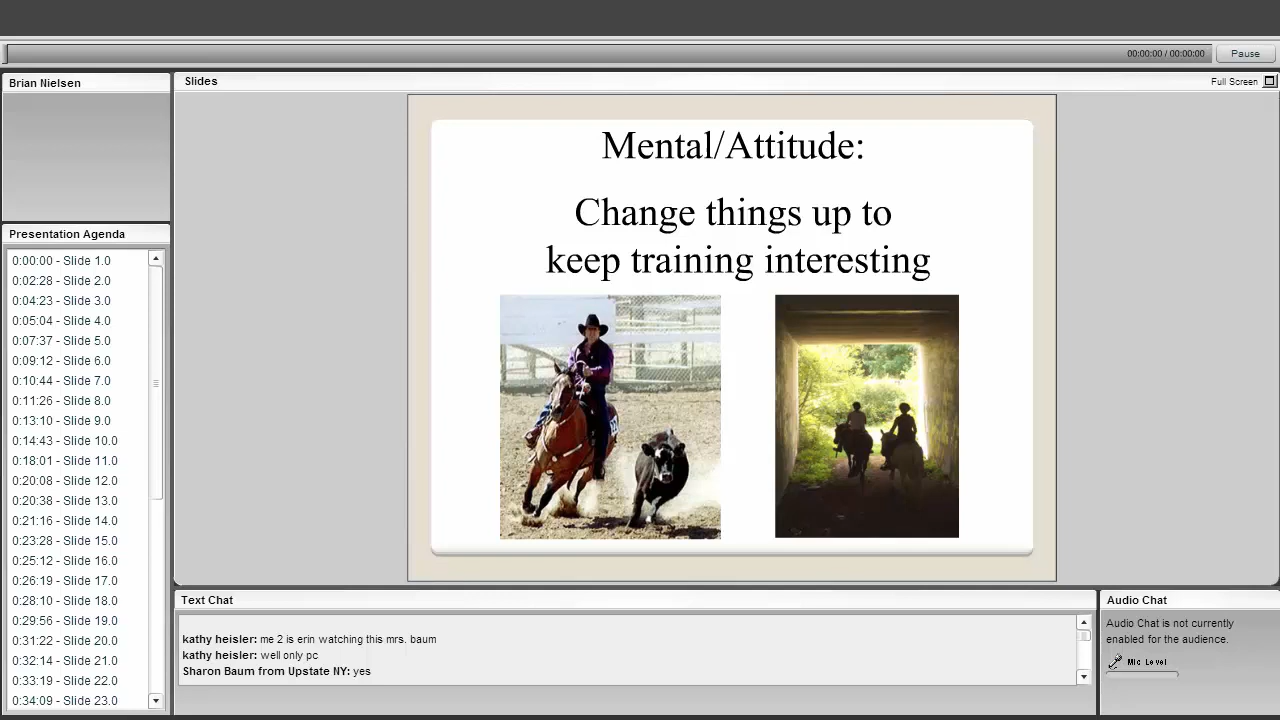 00:00:00 / 00:00:00
Pause
Brian Nielsen
Slides
Full Screen
Mental/Attitude:
Change things up to
keep training interesting
Presentation Agenda
0:00:00 - Slide 1.0
0:02:28 - Slide 2.0
0:04:23 - Slide 3.0
0:05:04 - Slide 4.0
0:07:37 - Slide 5.0
0:09:12 - Slide 6.0
0:10:44 - Slide 7.0
0:11:26 - Slide 8.0
0:13:10 - Slide 9.0
0:14:43 - Slide 10.0
0:18:01 - Slide 11.0
0:20:08 - Slide 12.0
0:20:38 - Slide 13.0
0:21:16 - Slide 14.0
0:23:28 - Slide 15.0
0:25:12 - Slide 16.0
0:26:19 - Slide 17.0
0:28:10 - Slide 18.0
0:29:56 - Slide 19.0
0:31:22 - Slide 20.0
0:32:14 - Slide 21.0
0:33:19 - Slide 22.0
0:34:09 - Slide 23.0
Text Chat
kathy heisler: me 2 is erin watching this mrs. baum
kathy heisler: well only pc
Sharon Baum from Upstate NY: yes
Audio Chat
Audio Chat is not currently
enabled for the audience.
Mic Level